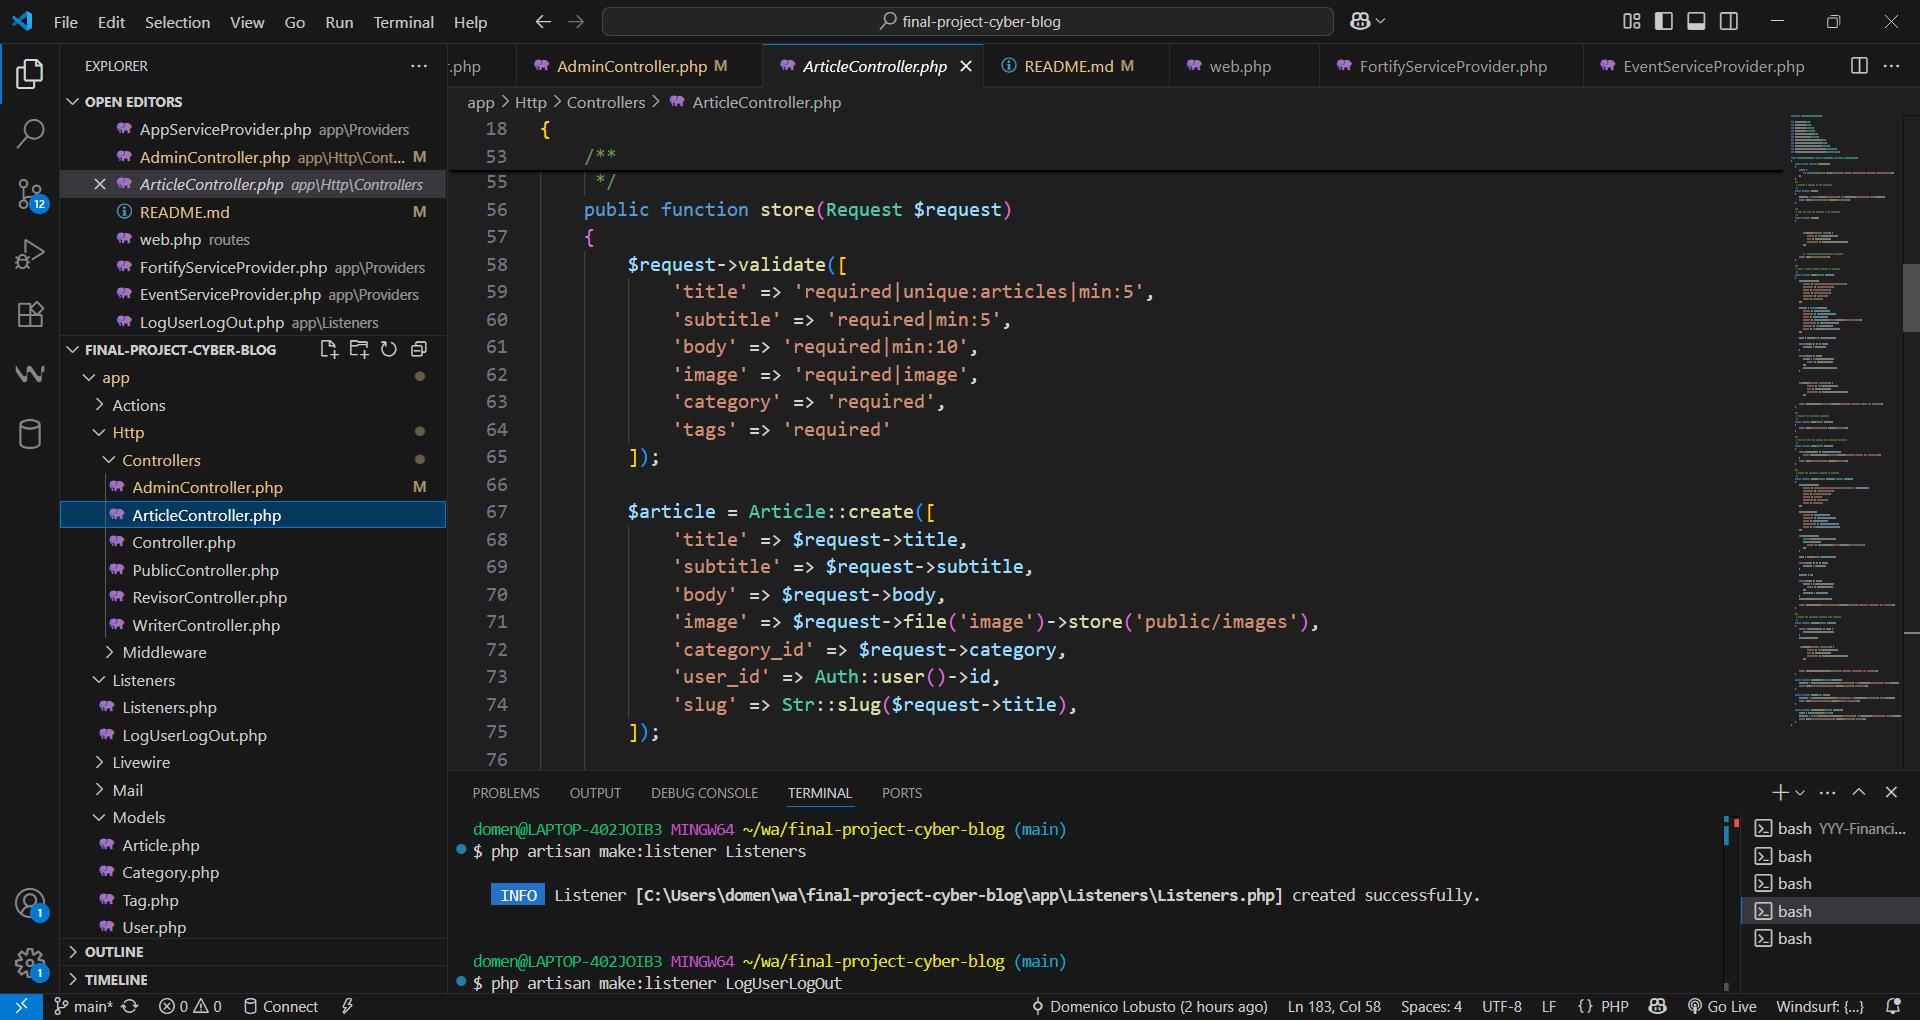 File Edit Selection View Go Run Terminal Help
final-project-cyber-blog
EXPLORER
OPEN EDITORS
AppServiceProvider.php app\Providers
AdminController.php app\Http\Cont... M
ArticleController.php app\Http\Controllers
README.md M
web.php routes
FortifyServiceProvider.php app\Providers
EventServiceProvider.php app\Providers
LogUserLogOut.php app\Listeners
FINAL-PROJECT-CYBER-BLOG
app
Actions
Http
Controllers
AdminController.php M
ArticleController.php
Controller.php
PublicController.php
RevisorController.php
WriterController.php
Middleware
Listeners
Listeners.php
LogUserLogOut.php
Livewire
Mail
Models
Article.php
Category.php
Tag.php
User.php
OUTLINE
TIMELINE
12
1
1
.php AdminController.php M ArticleController.php README.md M web.php FortifyServiceProvider.php EventServiceProvider.php
app > Http > Controllers > ArticleController.php
18 {
53 /**
55 */
56 public function store(Request $request)
57 {
58 $request->validate([
59 'title' => 'required|unique:articles|min:5',
60 'subtitle' => 'required|min:5',
61 'body' => 'required|min:10',
62 'image' => 'required|image',
63 'category' => 'required',
64 'tags' => 'required'
65 ]);
66
67 $article = Article::create([
68 'title' => $request->title,
69 'subtitle' => $request->subtitle,
70 'body' => $request->body,
71 'image' => $request->file('image')->store('public/images'),
72 'category_id' => $request->category,
73 'user_id' => Auth::user()->id,
74 'slug' => Str::slug($request->title),
75 ]);
76
PROBLEMS OUTPUT DEBUG CONSOLE TERMINAL PORTS
domen@LAPTOP-402JOIB3 MINGW64 ~/wa/final-project-cyber-blog (main)
$ php artisan make:listener Listeners
INFO Listener [C:\Users\domen\wa\final-project-cyber-blog\app\Listeners\Listeners.php] created successfully.
domen@LAPTOP-402JOIB3 MINGW64 ~/wa/final-project-cyber-blog (main)
$ php artisan make:listener LogUserLogOut
bash YYY-Financi...
bash
bash
bash
bash
main* 0 0 Connect Domenico Lobusto (2 hours ago) Ln 183, Col 58 Spaces: 4 UTF-8 LF {} PHP Go Live Windsurf: {...}